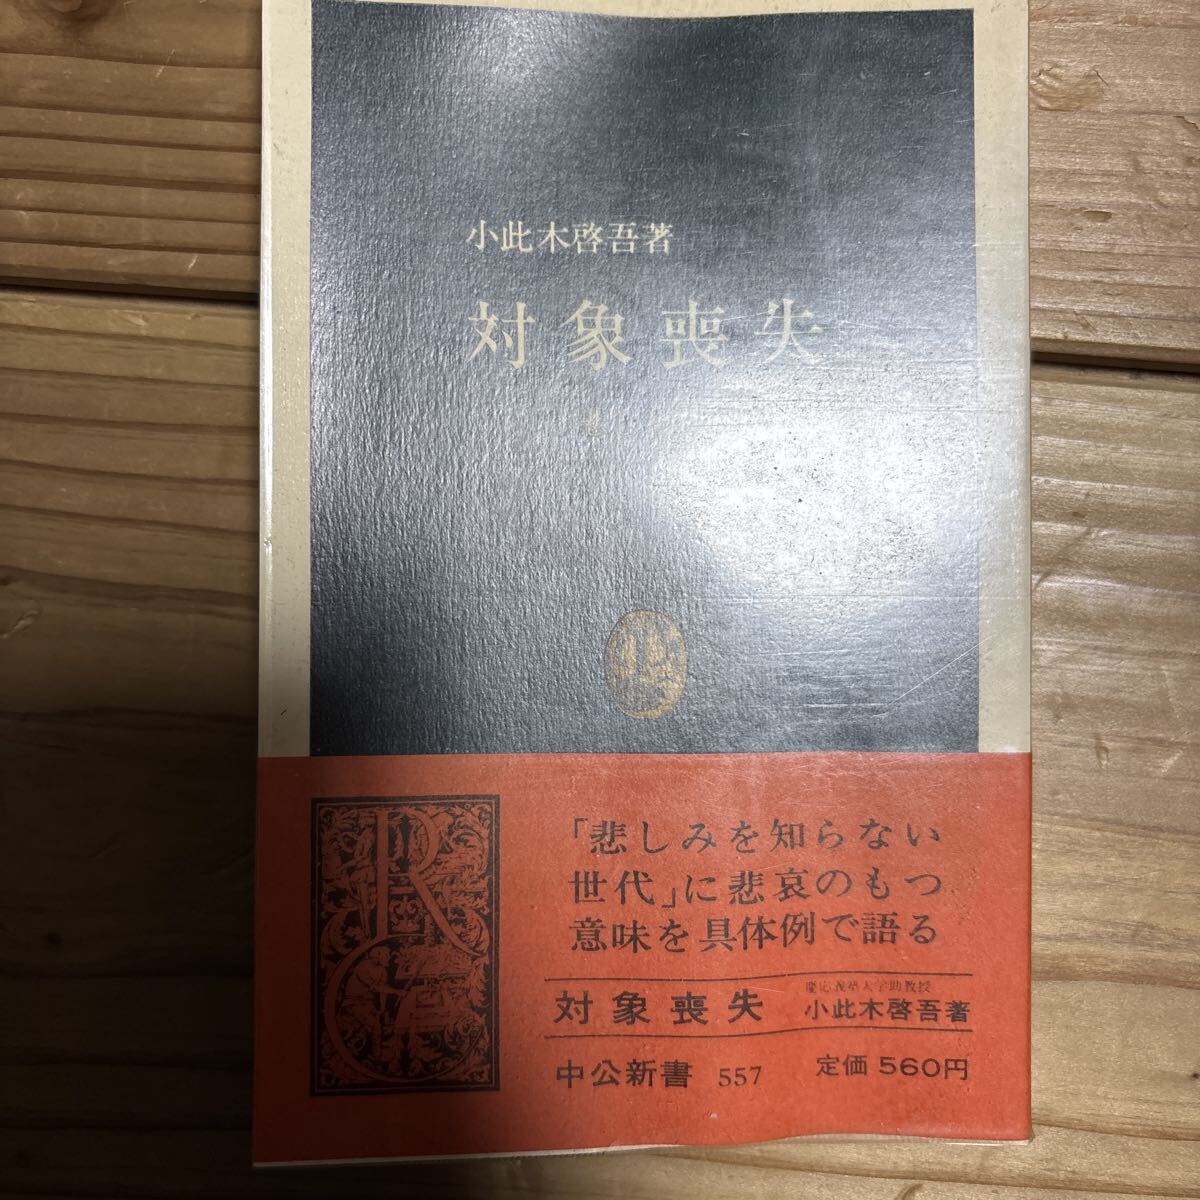 小此木啓吾著
対象喪失
「悲しみを知らない
世代」に悲哀のもつ
意味を具体例で語る
対象喪失
慶応義塾大学助教授
小此木啓吾著
中公新書 557
定価 560円